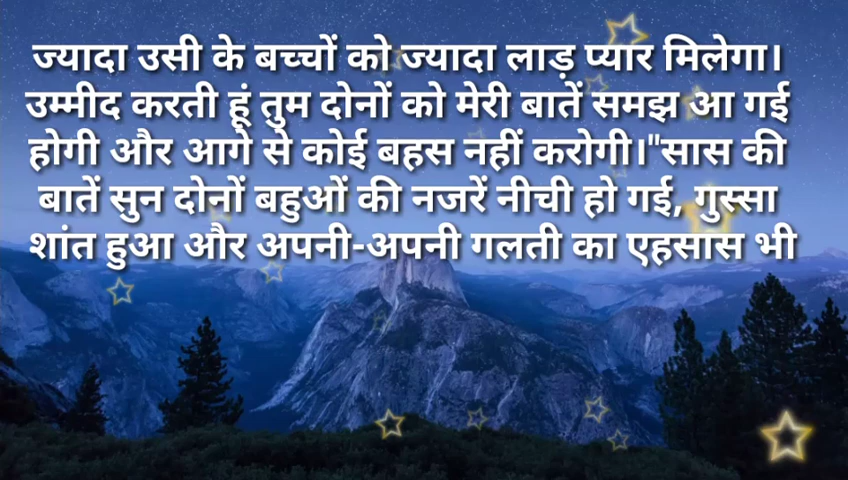 ज्यादा उसी के बच्चों को ज्यादा लाड़ प्यार मिलेगा।
उम्मीद करती हूं तुम दोनों को मेरी बातें समझ आ गई
होगी और आगे से कोई बहस नहीं करोगी।"सास की
बातें सुन दोनों बहुओं की नजरें नीची हो गई, गुस्सा
शांत हुआ और अपनी-अपनी गलती का एहसास भी